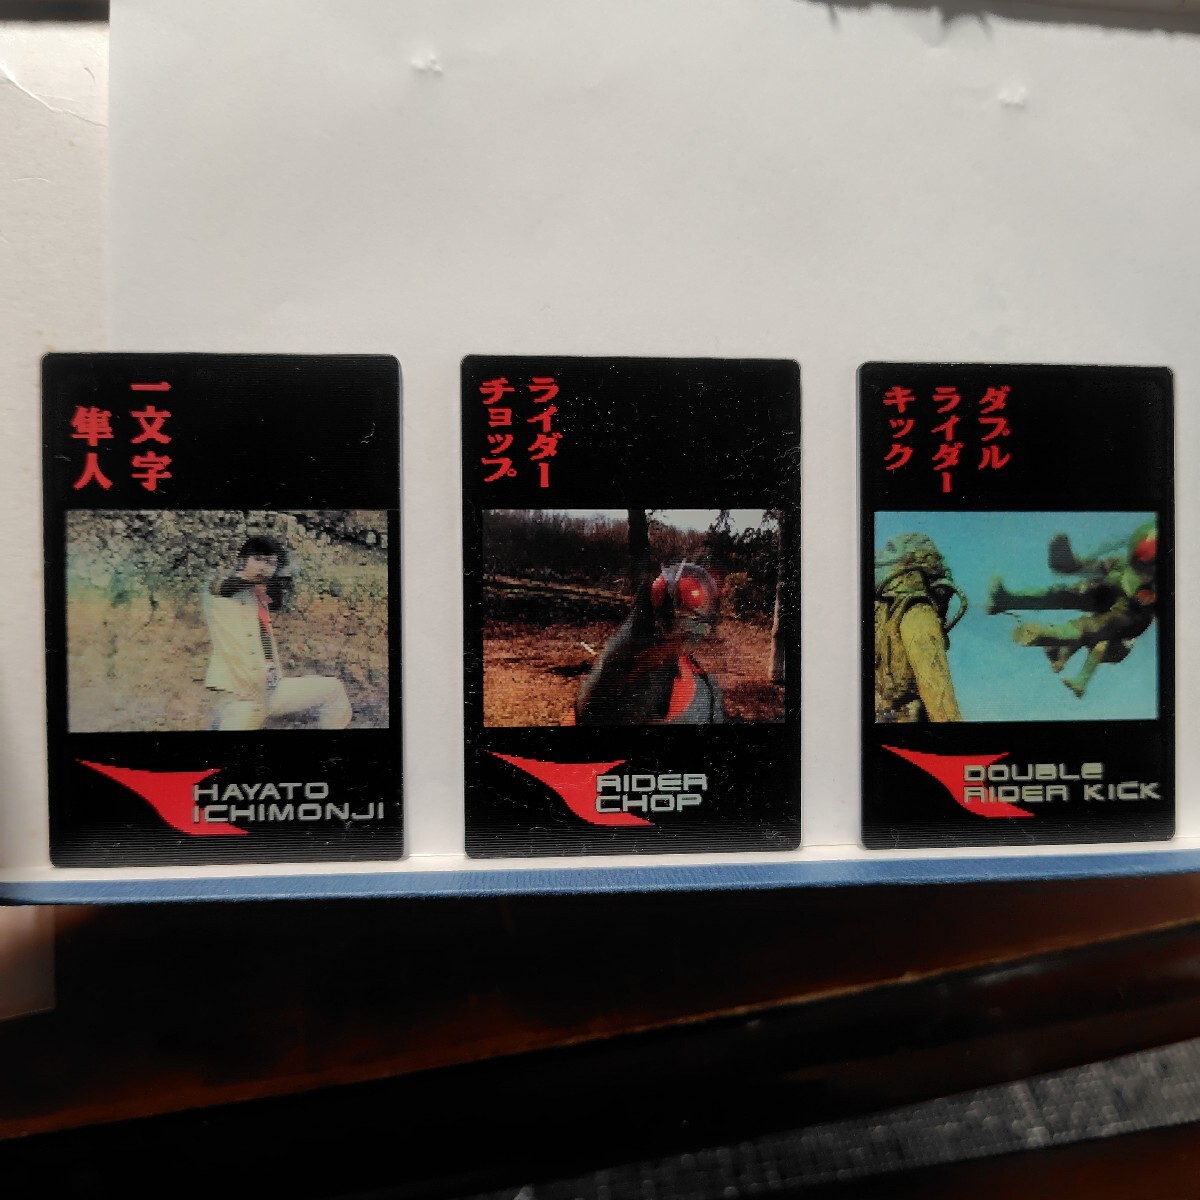 一文字
隼人
HAYATO
ICHIMONJI
ライダー
チョップ
RIDER
CHOP
ダブル
ライダー
キック
DOUBLE
RIDER KICK